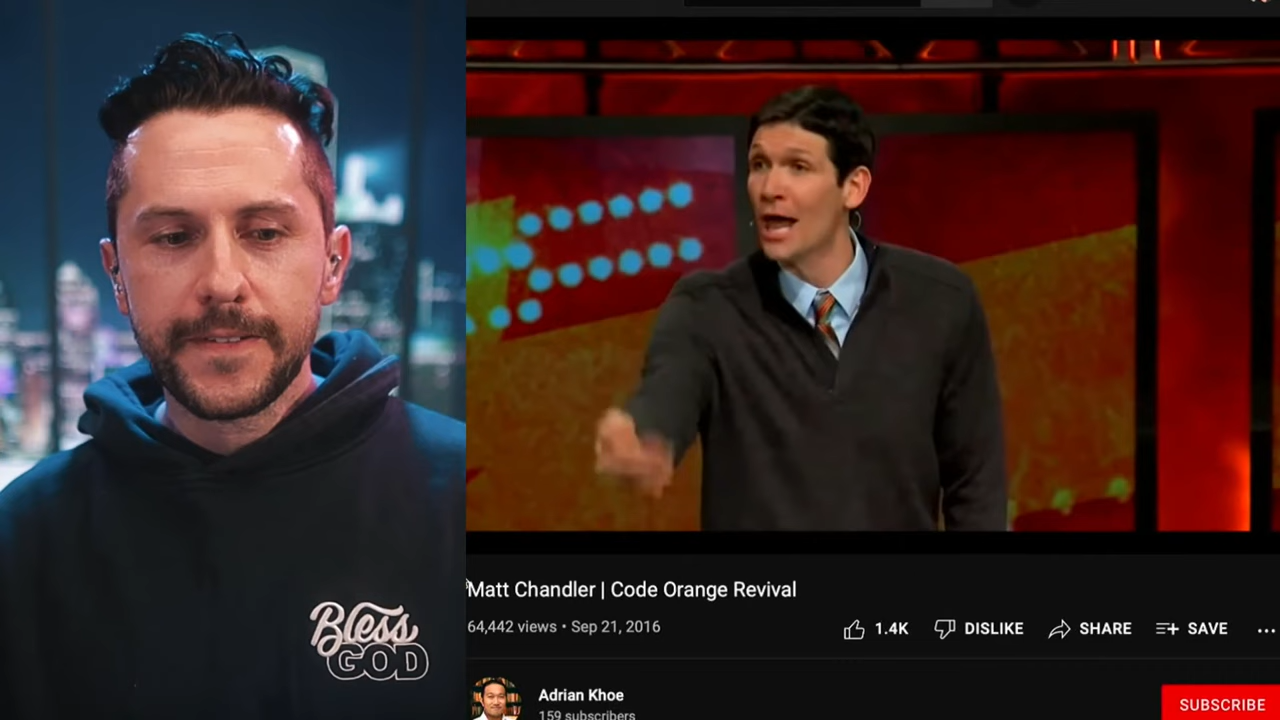 Bless
GOD
Matt Chandler | Code Orange Revival
64,442 views • Sep 21, 2016
1.4K
DISLIKE
SHARE
SAVE
Adrian Khoe
159 subscribers
SUBSCRIBE